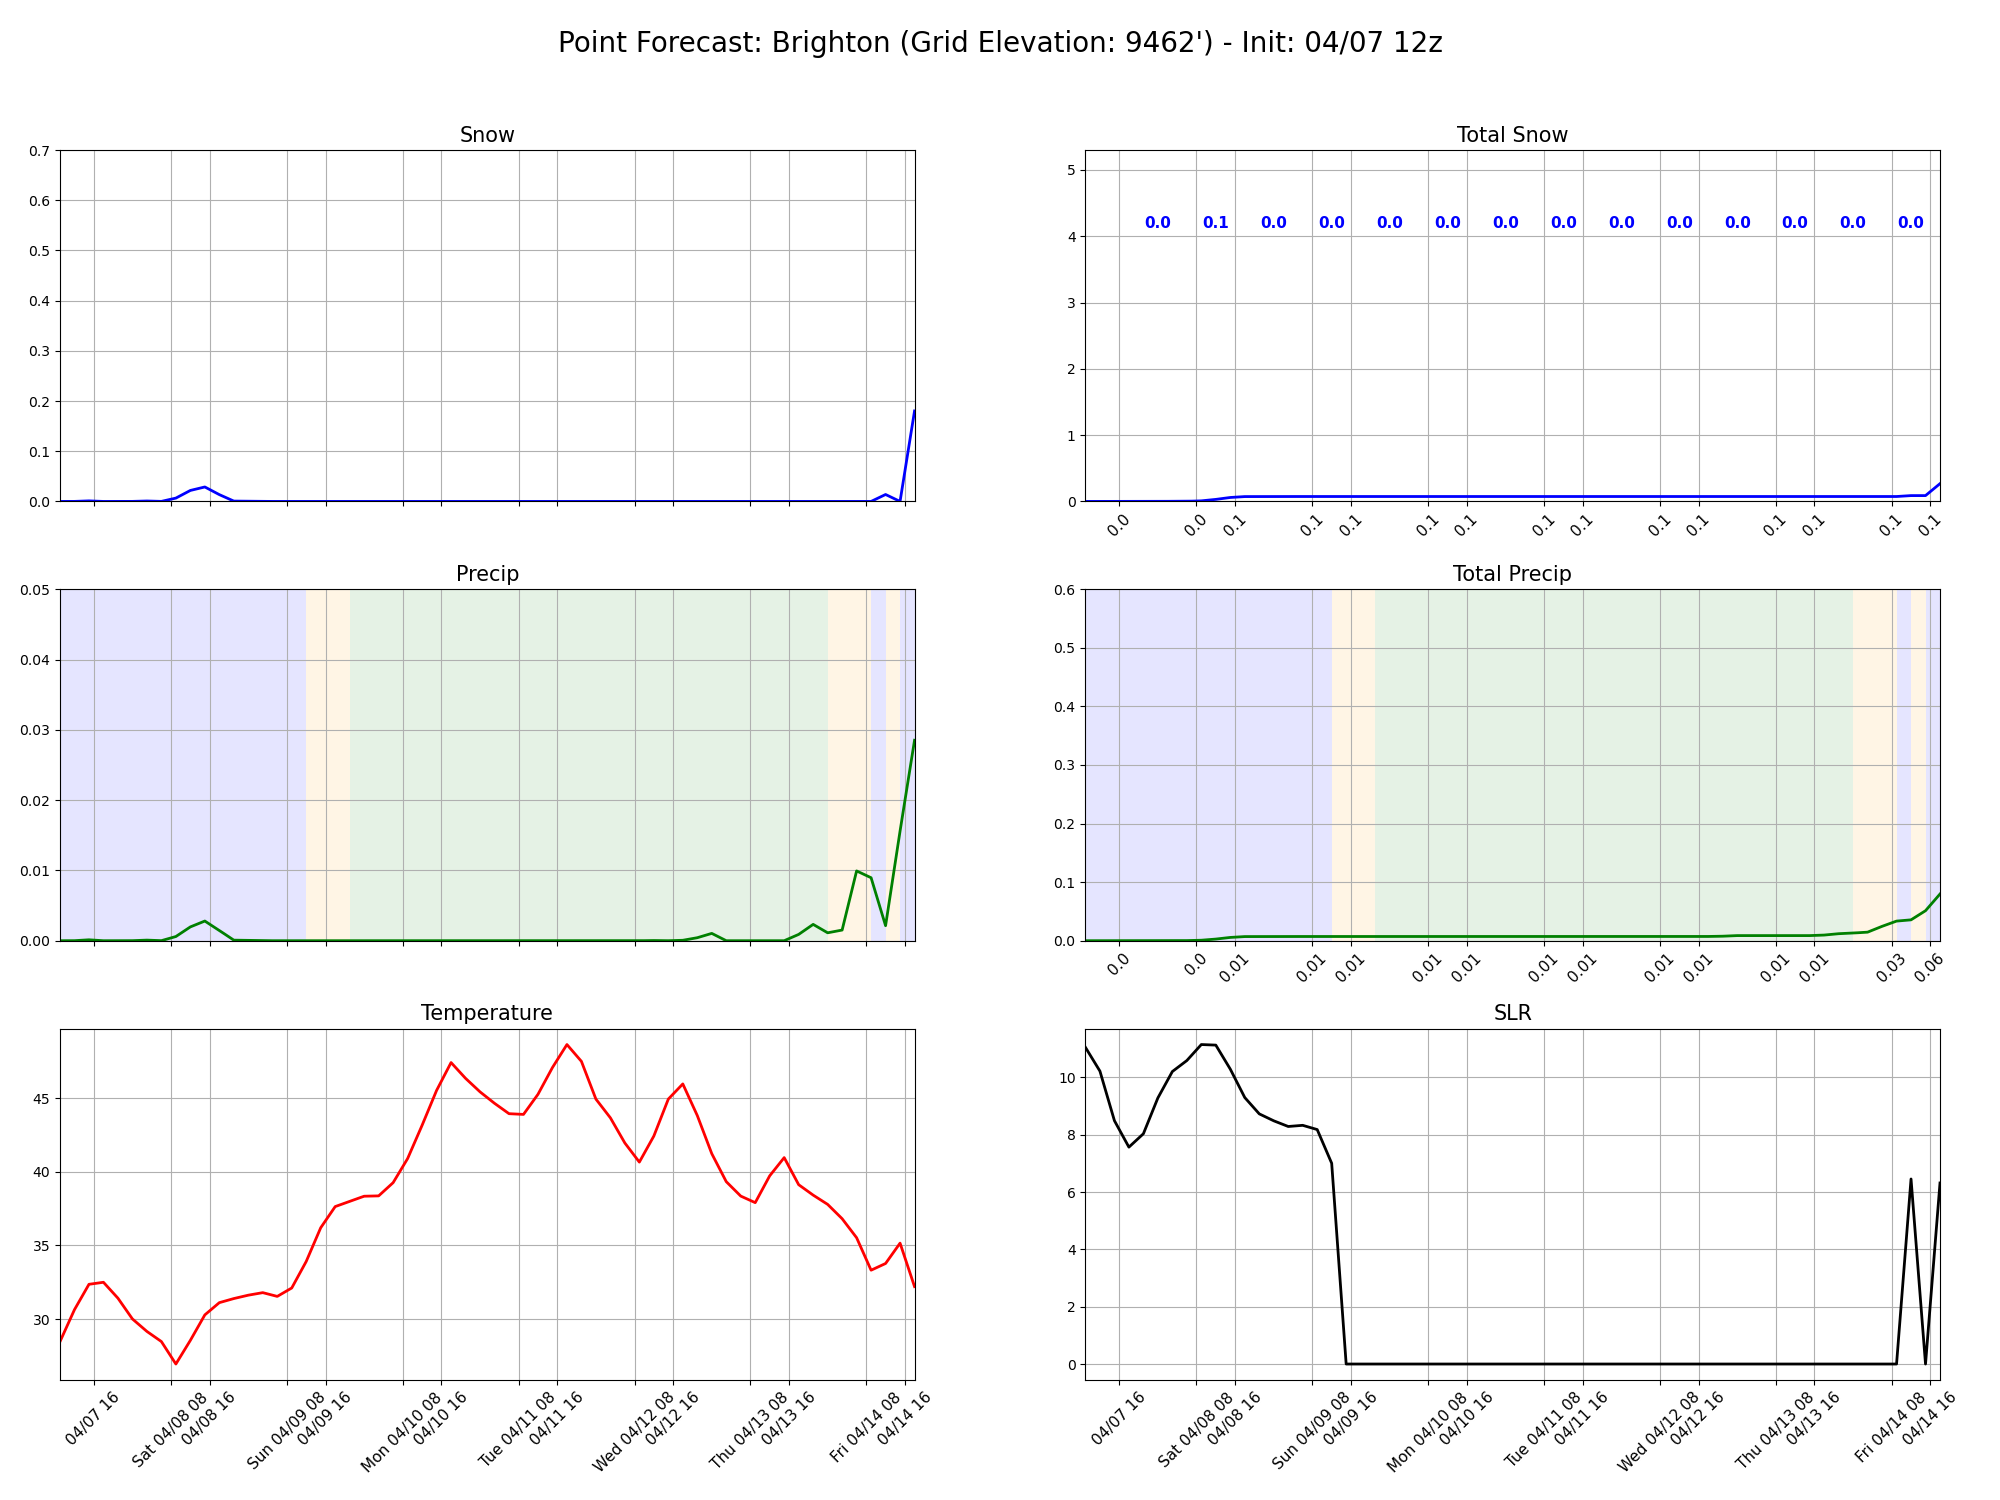 Point Forecast: Brighton (Grid Elevation: 9462') - Init: 04/07 12z
Snow
0.7
0.6
0.5
0.4
0.3
0.2
0.1
0.0
Total Snow
5
4
3
2
1
0
0.0 0.1 0.0 0.0 0.0 0.0 0.0 0.0 0.0 0.0 0.0 0.0 0.0 0.0
0.0 0.0 0.1 0.1 0.1 0.1 0.1 0.1 0.1 0.1 0.1 0.1 0.1 0.1 0.1
Precip
0.05
0.04
0.03
0.02
0.01
0.00
Total Precip
0.6
0.5
0.4
0.3
0.2
0.1
0.0
0.0 0.0 0.01 0.01 0.01 0.01 0.01 0.01 0.01 0.01 0.01 0.01 0.01 0.03 0.06
Temperature
45
40
35
30
04/07 16
Sat 04/08 08
04/08 16
Sun 04/09 08
04/09 16
Mon 04/10 08
04/10 16
Tue 04/11 08
04/11 16
Wed 04/12 08
04/12 16
Thu 04/13 08
04/13 16
Fri 04/14 08
04/14 16
SLR
10
8
6
4
2
0
04/07 16
Sat 04/08 08
04/08 16
Sun 04/09 08
04/09 16
Mon 04/10 08
04/10 16
Tue 04/11 08
04/11 16
Wed 04/12 08
04/12 16
Thu 04/13 08
04/13 16
Fri 04/14 08
04/14 16